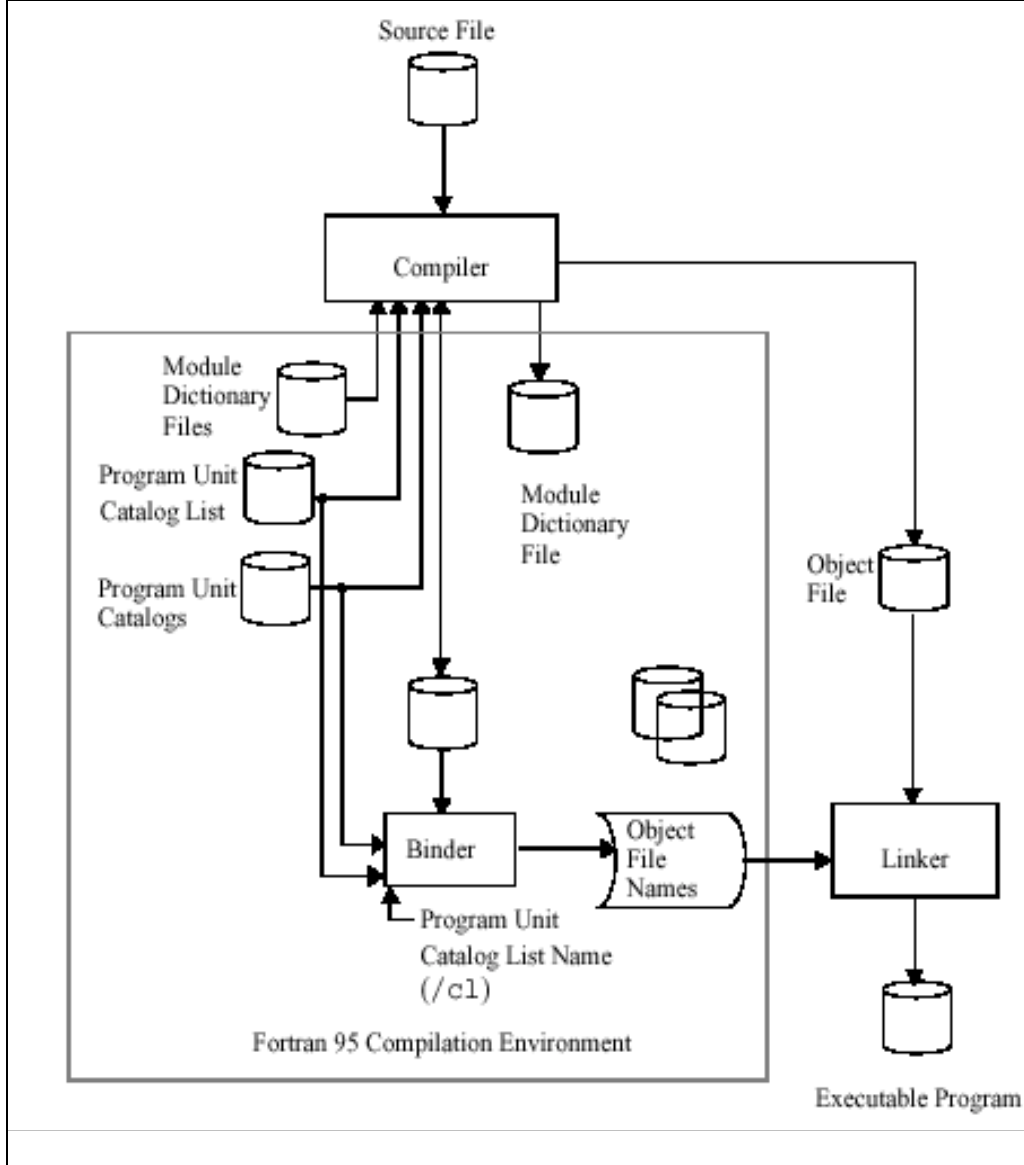 Source File
Compiler
Module
Dictionary
Files
Program Unit
Catalog List
Module
Dictionary
File
Program Unit
Catalogs
Object
File
Binder
Object
File
Names
Linker
Program Unit
Catalog List Name
(/cl)
Fortran 95 Compilation Environment
Executable Program